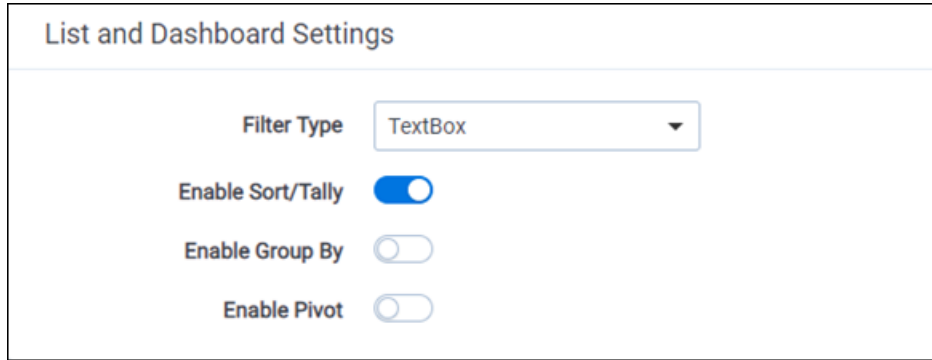 List and Dashboard Settings
Filter Type TextBox
Enable Sort/Tally
Enable Group By
Enable Pivot